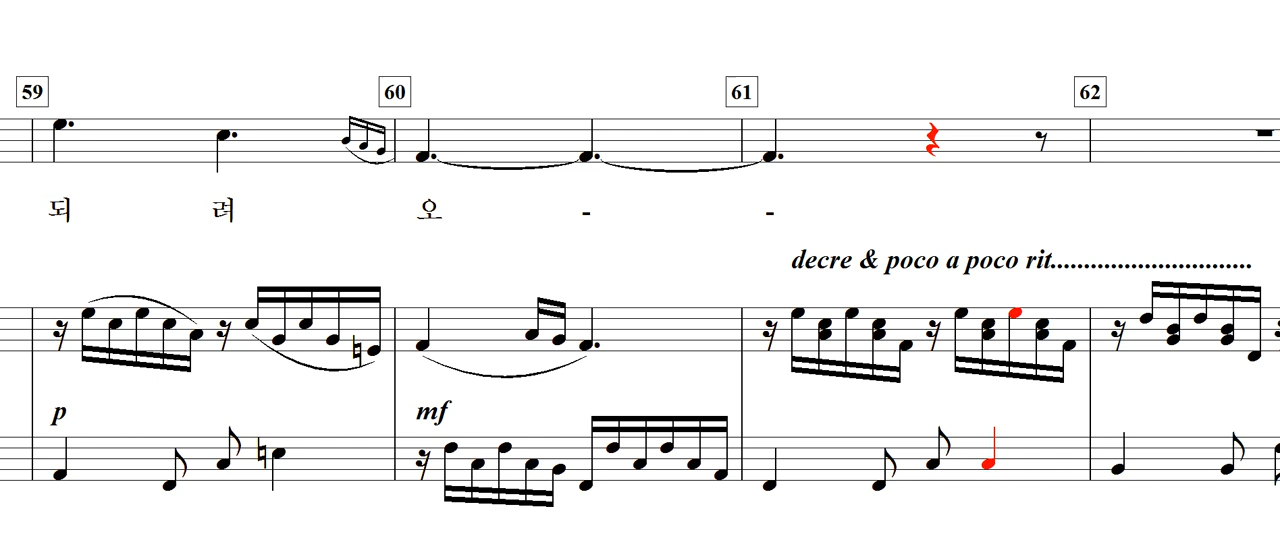 59 60 61 62
되 려 오 - -
decre & poco a poco rit..............................
p mf